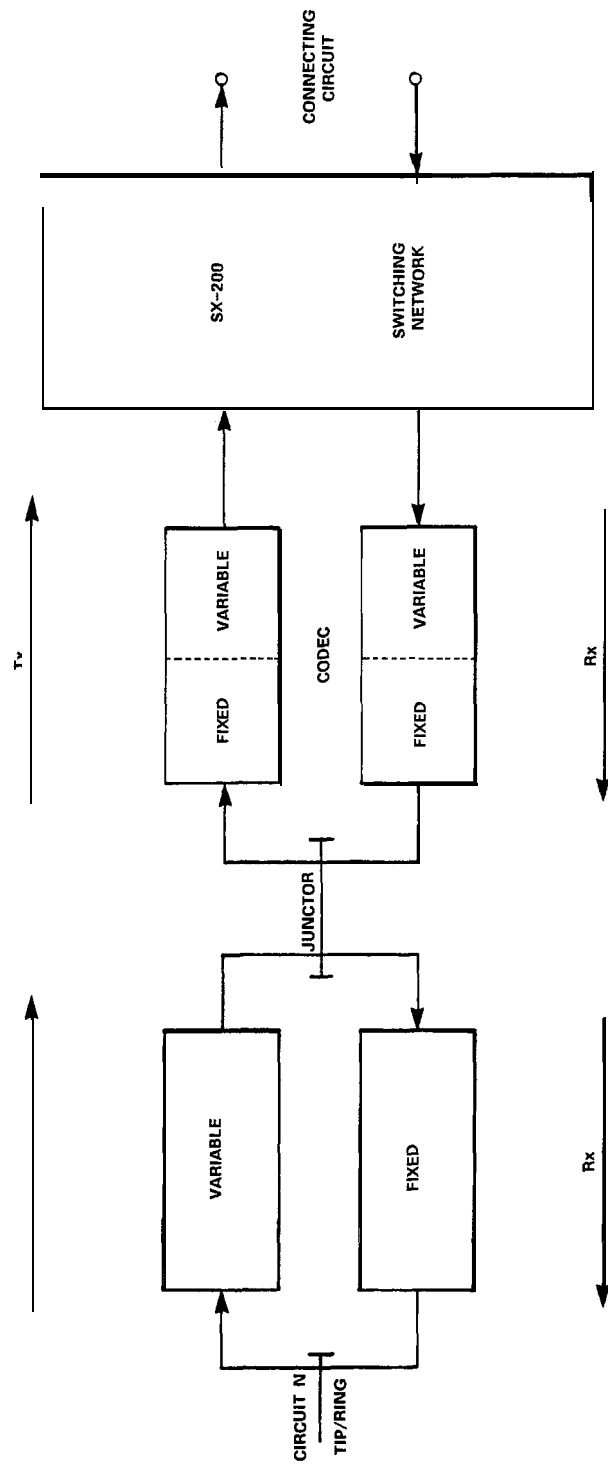 Rx
Rx
CIRCUIT N
TIP/RING
VARIABLE
FIXED
JUNCTOR
FIXED
VARIABLE
CODEC
FIXED
VARIABLE
SX-200
SWITCHING
NETWORK
CONNECTING
CIRCUIT